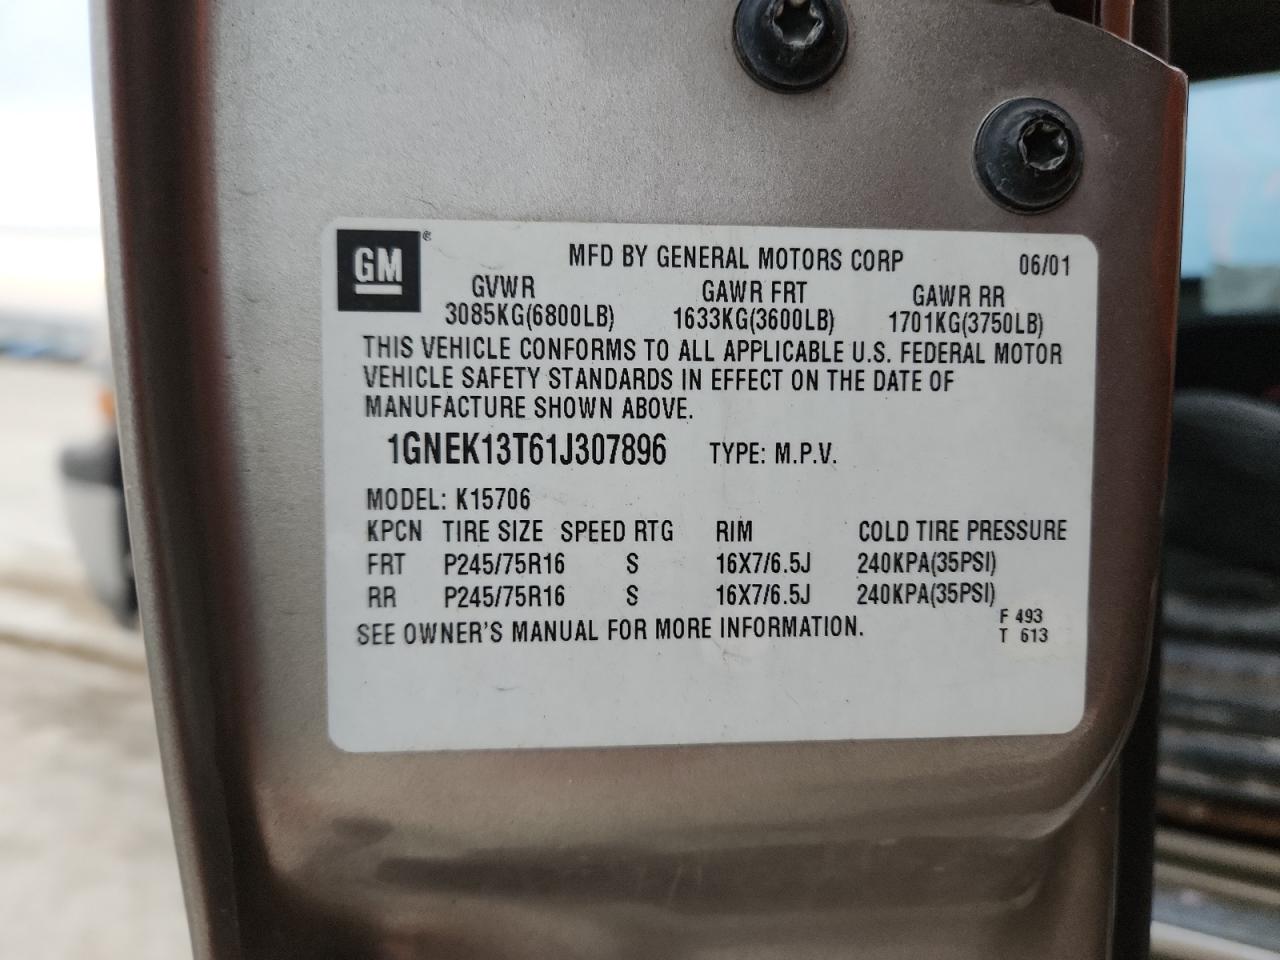 GM® MFD BY GENERAL MOTORS CORP 06/01
GVWR GAWR FRT GAWR RR
3085KG(6800LB) 1633KG(3600LB) 1701KG(3750LB)
THIS VEHICLE CONFORMS TO ALL APPLICABLE U.S. FEDERAL MOTOR
VEHICLE SAFETY STANDARDS IN EFFECT ON THE DATE OF
MANUFACTURE SHOWN ABOVE.
1GNEK13T61J307896 TYPE: M.P.V.
MODEL: K15706
KPCN TIRE SIZE SPEED RTG RIM COLD TIRE PRESSURE
FRT P245/75R16 S 16X7/6.5J 240KPA(35PSI)
RR P245/75R16 S 16X7/6.5J 240KPA(35PSI)
SEE OWNER'S MANUAL FOR MORE INFORMATION.
F 493
T 613